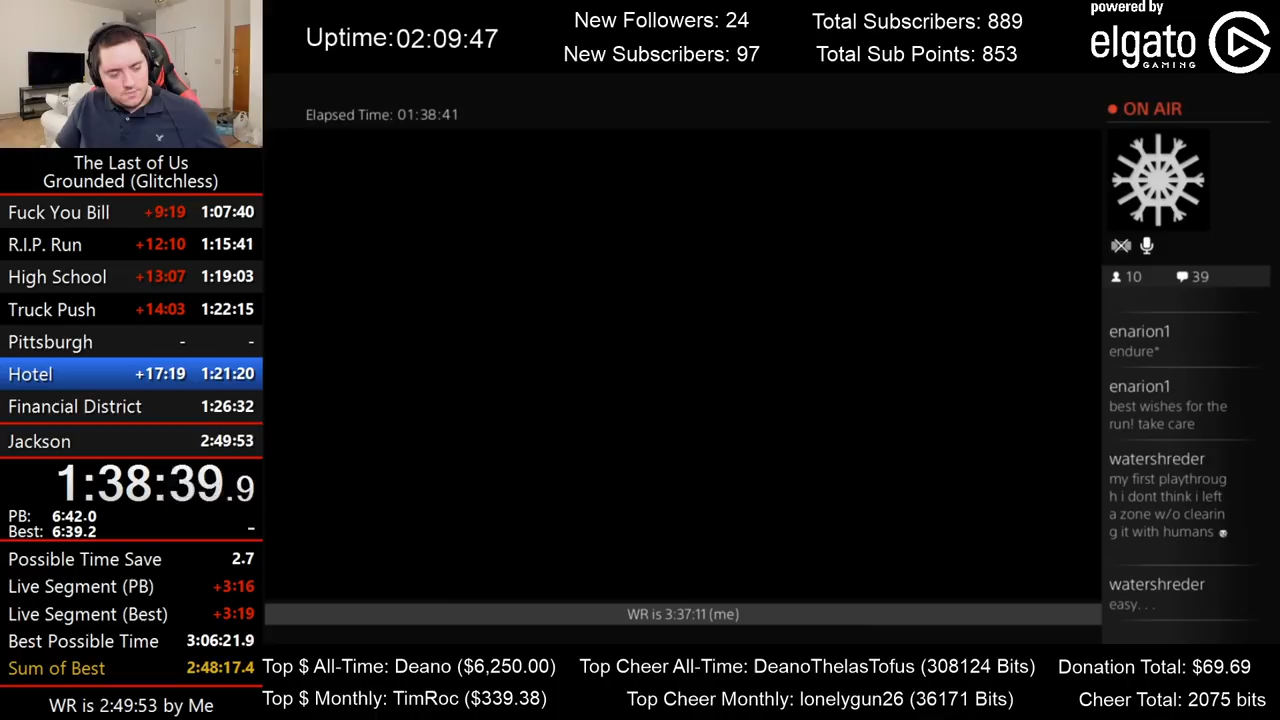 Uptime: 02:09:47
New Followers: 24
New Subscribers: 97
Total Subscribers: 889
Total Sub Points: 853
powered by
elgato
GAMING
Elapsed Time: 01:38:41
ON AIR
The Last of Us
Grounded (Glitchless)
Fuck You Bill +9:19 1:07:40
R.I.P. Run +12:10 1:15:41
High School +13:07 1:19:03
Truck Push +14:03 1:22:15
Pittsburgh - -
Hotel +17:19 1:21:20
Financial District 1:26:32
Jackson 2:49:53
1:38:39.9
PB: 6:42.0
Best: 6:39.2 -
Possible Time Save 2.7
Live Segment (PB) +3:16
Live Segment (Best) +3:19
Best Possible Time 3:06:21.9
Sum of Best 2:48:17.4
WR is 2:49:53 by Me
10 39
enarion1
endure*
enarion1
best wishes for the
run! take care
watershreder
my first playthroug
h i dont think i left
a zone w/o clearin
g it with humans
watershreder
easy. . .
WR is 3:37:11 (me)
Top $ All-Time: Deano ($6,250.00)
Top Cheer All-Time: DeanoThelasTofus (308124 Bits)
Donation Total: $69.69
Top $ Monthly: TimRoc ($339.38)
Top Cheer Monthly: lonelygun26 (36171 Bits)
Cheer Total: 2075 bits